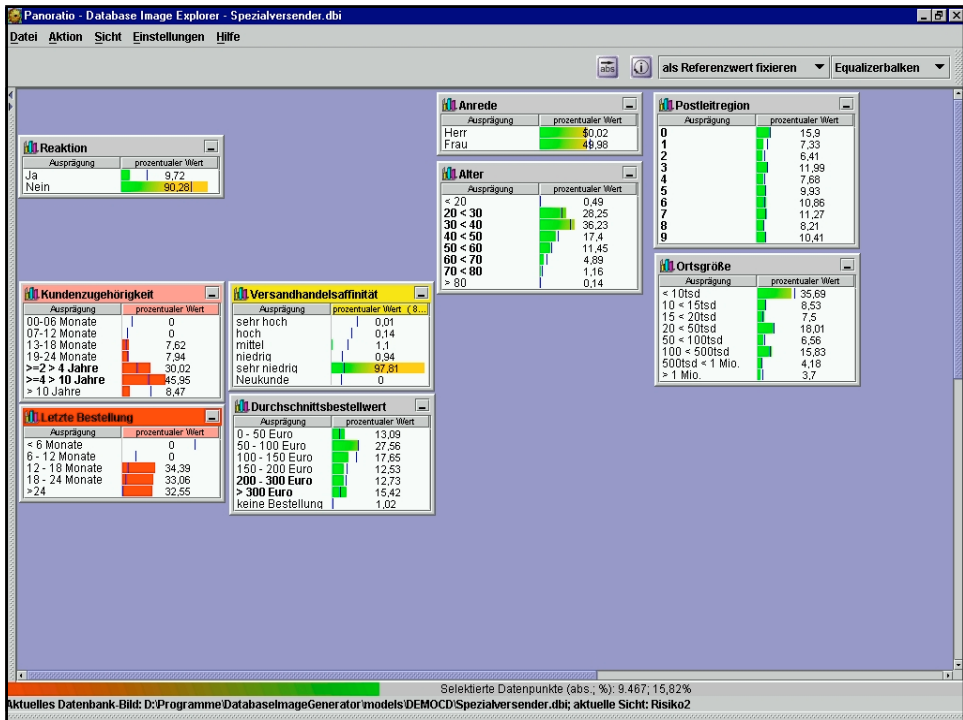 Panoratio - Database Image Explorer - Spezialversender.dbi
Datei Aktion Sicht Einstellungen Hilfe
abs als Referenzwert fixieren Equalizerbalken
Reaktion
Ausprägung prozentualer Wert
Ja 9,72
Nein 90,28
Anrede
Ausprägung prozentualer Wert
Herr 50,02
Frau 49,98
Alter
Ausprägung prozentualer Wert
< 20 0,49
20 < 30 28,25
30 < 40 36,23
40 < 50 17,4
50 < 60 11,45
60 < 70 4,89
70 < 80 1,16
> 80 0,14
Postleitregion
Ausprägung prozentualer Wert
0 15,9
1 7,33
2 6,41
3 11,99
4 7,68
5 9,93
6 10,86
7 11,27
8 8,21
9 10,41
Ortsgröße
Ausprägung prozentualer Wert
< 10tsd 35,69
10 < 15tsd 8,53
15 < 20tsd 7,5
20 < 50tsd 18,01
50 < 100tsd 6,56
100 < 500tsd 15,83
500tsd < 1 Mio. 4,18
> 1 Mio. 3,7
Kundenzugehörigkeit
Ausprägung prozentualer Wert
00-06 Monate 0
07-12 Monate 0
13-18 Monate 7,62
19-24 Monate 7,94
>=2 > 4 Jahre 30,02
>=4 > 10 Jahre 45,95
> 10 Jahre 8,47
Versandhandelsaffinität
Ausprägung prozentualer Wert ( 8...
sehr hoch 0,01
hoch 0,14
mittel 1,1
niedrig 0,94
sehr niedrig 97,81
Neukunde 0
Letzte Bestellung
Ausprägung prozentualer Wert
< 6 Monate 0
6 - 12 Monate 0
12 - 18 Monate 34,39
18 - 24 Monate 33,06
>24 32,55
Durchschnittsbestellwert
Ausprägung prozentualer Wert
0 - 50 Euro 13,09
50 - 100 Euro 27,56
100 - 150 Euro 17,65
150 - 200 Euro 12,53
200 - 300 Euro 12,73
> 300 Euro 15,42
keine Bestellung 1,02
Selektierte Datenpunkte (abs.; %): 9.467; 15,82%
Aktuelles Datenbank-Bild: D:\Programme\DatabaseImageGenerator\models\DEMOCD\Spezialversender.dbi; aktuelle Sicht: Risiko2